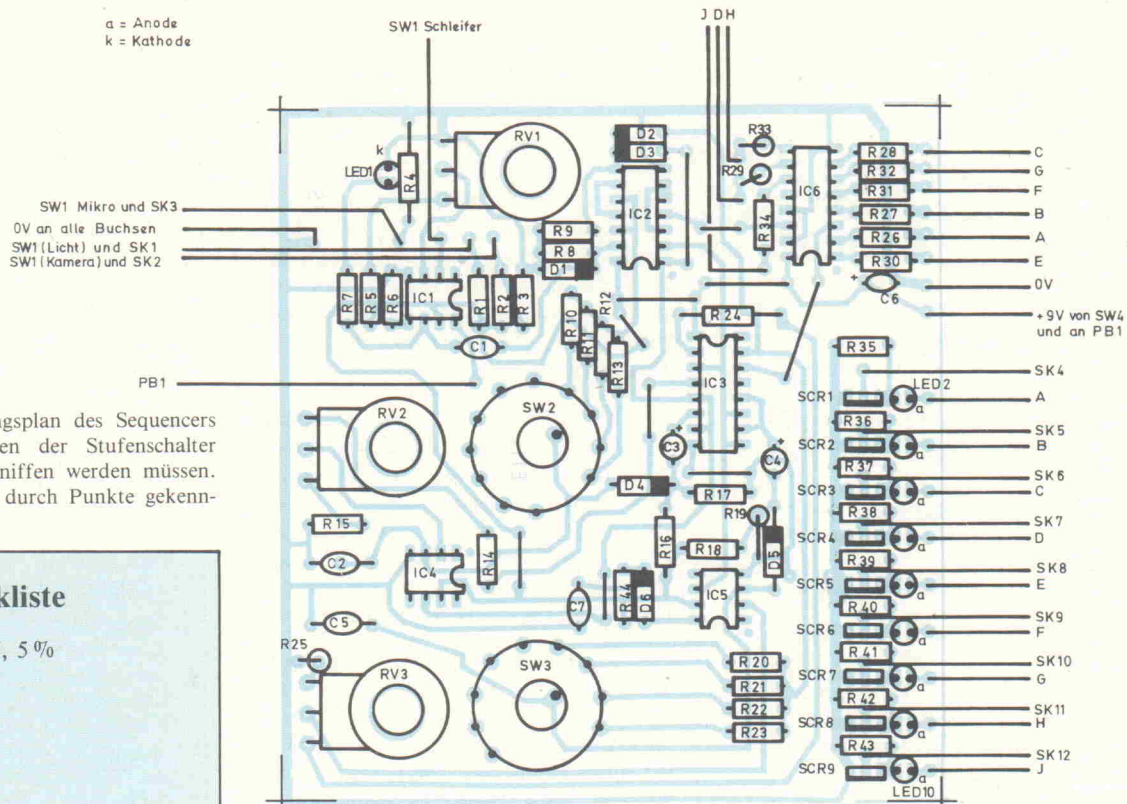 a = Anode
k = Kathode
SW1 Schleifer
J D H
RV1
D2
D3
R33
k
LED1
R4
R29
IC6
R28
C
R32
G
R31
F
SW1 Mikro und SK3
IC2
R27
B
0V an alle Buchsen
R9
R34
R26
A
SW1 (Licht) und SK1
R8
R30
E
SW1 (Kamera) und SK2
D1
+
C6
0V
R7
R5
R6
IC1
R1
R2
R3
R10
R11
R12
R13
R24
+9V von SW4
und an PB1
C1
R35
SK4
PB1
IC3
SCR1
LED2
a
A
RV2
SW2
R36
SK5
ngsplan des Sequencers
en der Stufenschalter
niffen werden müssen.
durch Punkte gekenn-
C3
+
C4
+
SCR2
a
B
R37
SK6
D4
R17
SCR3
a
C
R38
SK7
R15
R19
R16
R18
D5
SCR4
a
D
R39
SK8
C2
IC4
R14
IC5
SCR5
a
E
kliste
, 5 %
R44
D6
C7
R40
SK9
C5
SCR6
a
F
R25
R41
SK10
RV3
SW3
R20
SCR7
a
G
R21
R42
SK11
R22
SCR8
a
H
R23
R43
SK12
SCR9
a
J
LED10